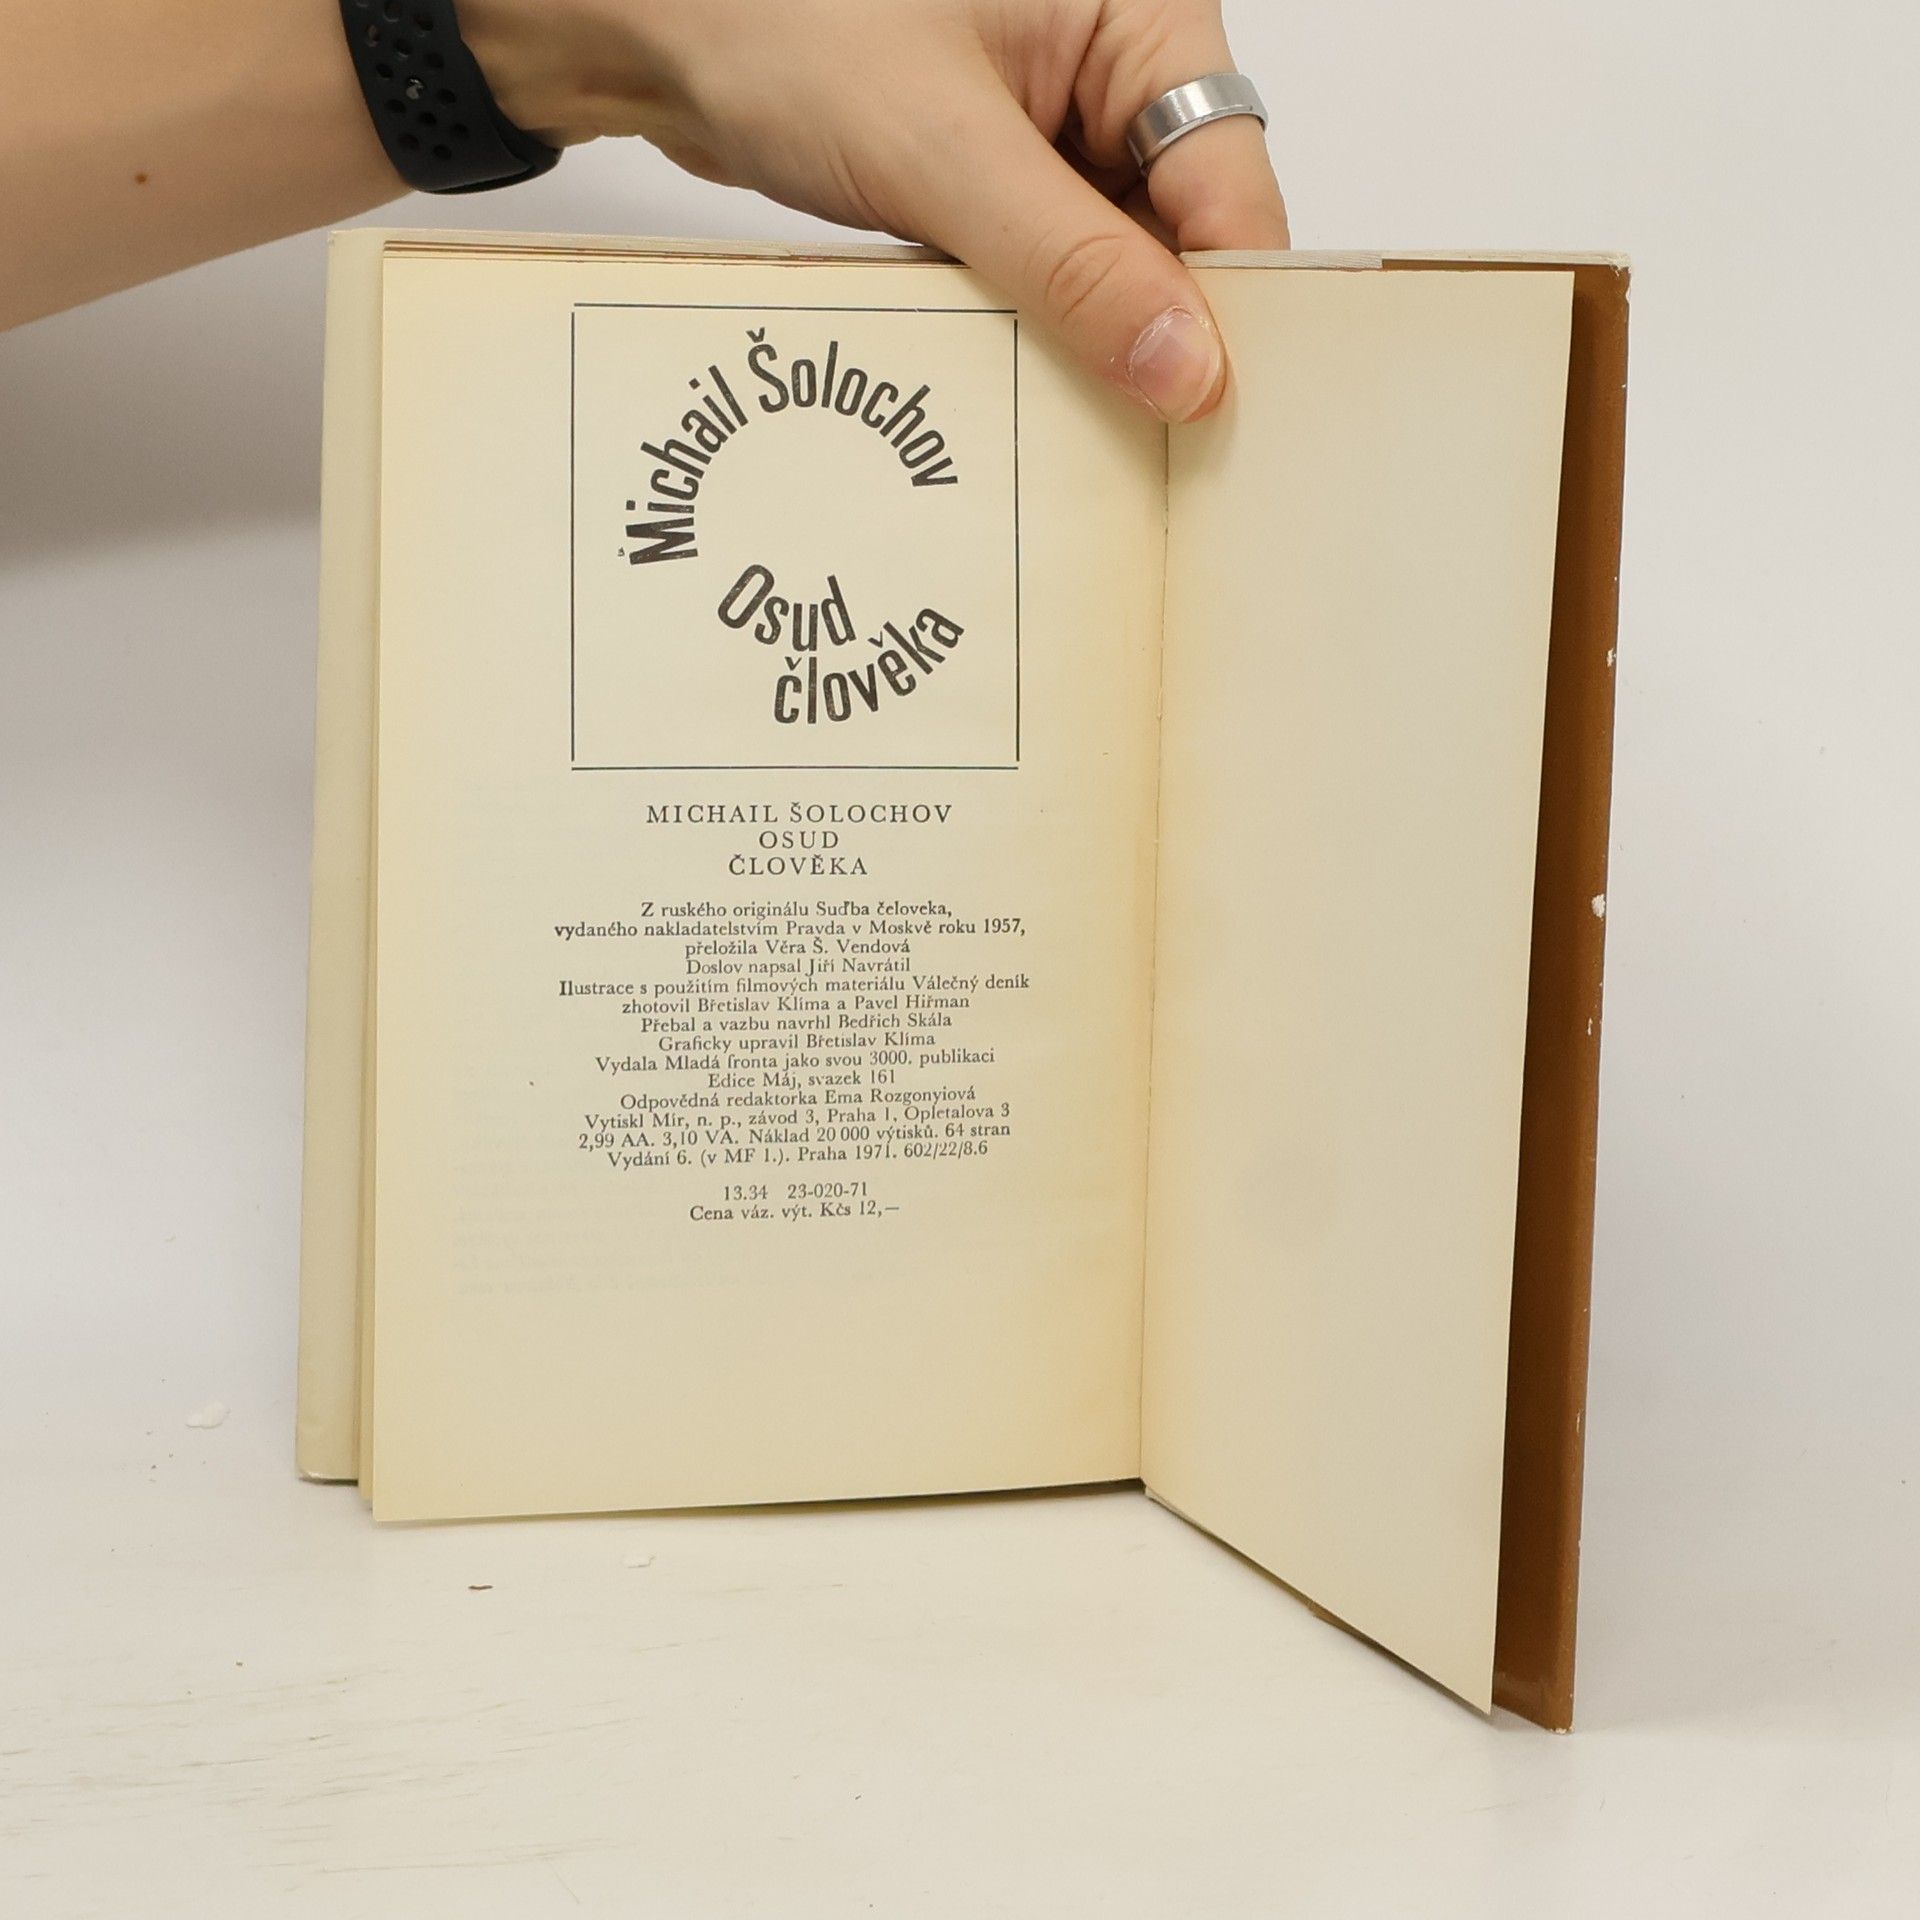 Michail Šolochov
Osud
člověka
MICHAIL ŠOLOCHOV
OSUD
ČLOVĚKA
Z ruského originálu Suďba čeloveka,
vydaného nakladatelstvím Pravda v Moskvě roku 1957,
přeložila Věra Š. Vendová
Doslov napsal Jiří Navrátil
Ilustrace s použitím filmových materiálu Válečný deník
zhotovil Břetislav Klíma a Pavel Hiřman
Přebal a vazbu navrhl Bedřich Skála
Graficky upravil Břetislav Klíma
Vydala Mladá fronta jako svou 3000. publikaci
Edice Máj, svazek 161
Odpovědná redaktorka Ema Rozgonyiová
Vytiskl Mír, n. p., závod 3, Praha 1, Opletalova 3
2,99 AA. 3,10 VA. Náklad 20 000 výtisků. 64 stran
Vydání 6. (v MF 1.). Praha 1971. 602/22/8.6
13.34 23-020-71
Cena váz. výt. Kčs 12,—